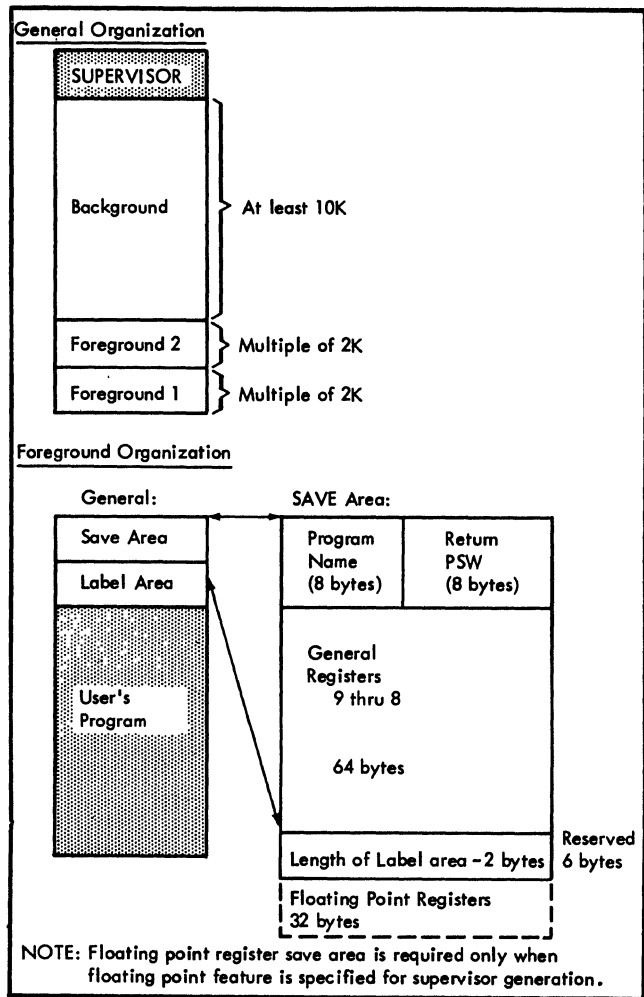 General Organization
SUPERVISOR
Background
At least 10K
Foreground 2
Multiple of 2K
Foreground 1
Multiple of 2K
Foreground Organization
General:
SAVE Area:
Save Area
Label Area
User's
Program
Program
Name
(8 bytes)
Return
PSW
(8 bytes)
General
Registers
9 thru 8
64 bytes
Length of Label area - 2 bytes
Reserved
6 bytes
Floating Point Registers
32 bytes
NOTE: Floating point register save area is required only when
floating point feature is specified for supervisor generation.